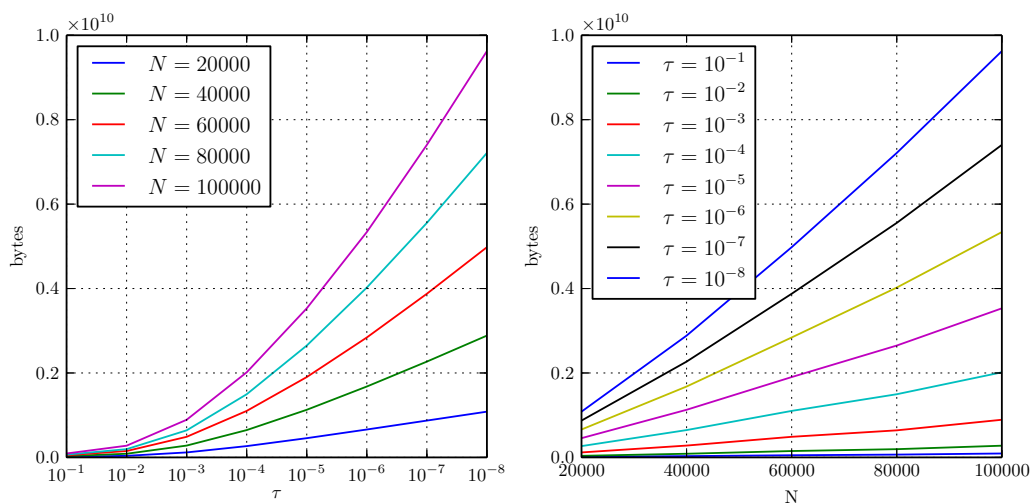 ×10^10
1.0
0.8
0.6
0.4
0.2
0.0
bytes
N = 20000
N = 40000
N = 60000
N = 80000
N = 100000
10^−1 10^−2 10^−3 10^−4 10^−5 10^−6 10^−7 10^−8
τ
×10^10
1.0
0.8
0.6
0.4
0.2
0.0
bytes
τ = 10^−1
τ = 10^−2
τ = 10^−3
τ = 10^−4
τ = 10^−5
τ = 10^−6
τ = 10^−7
τ = 10^−8
20000 40000 60000 80000 100000
N